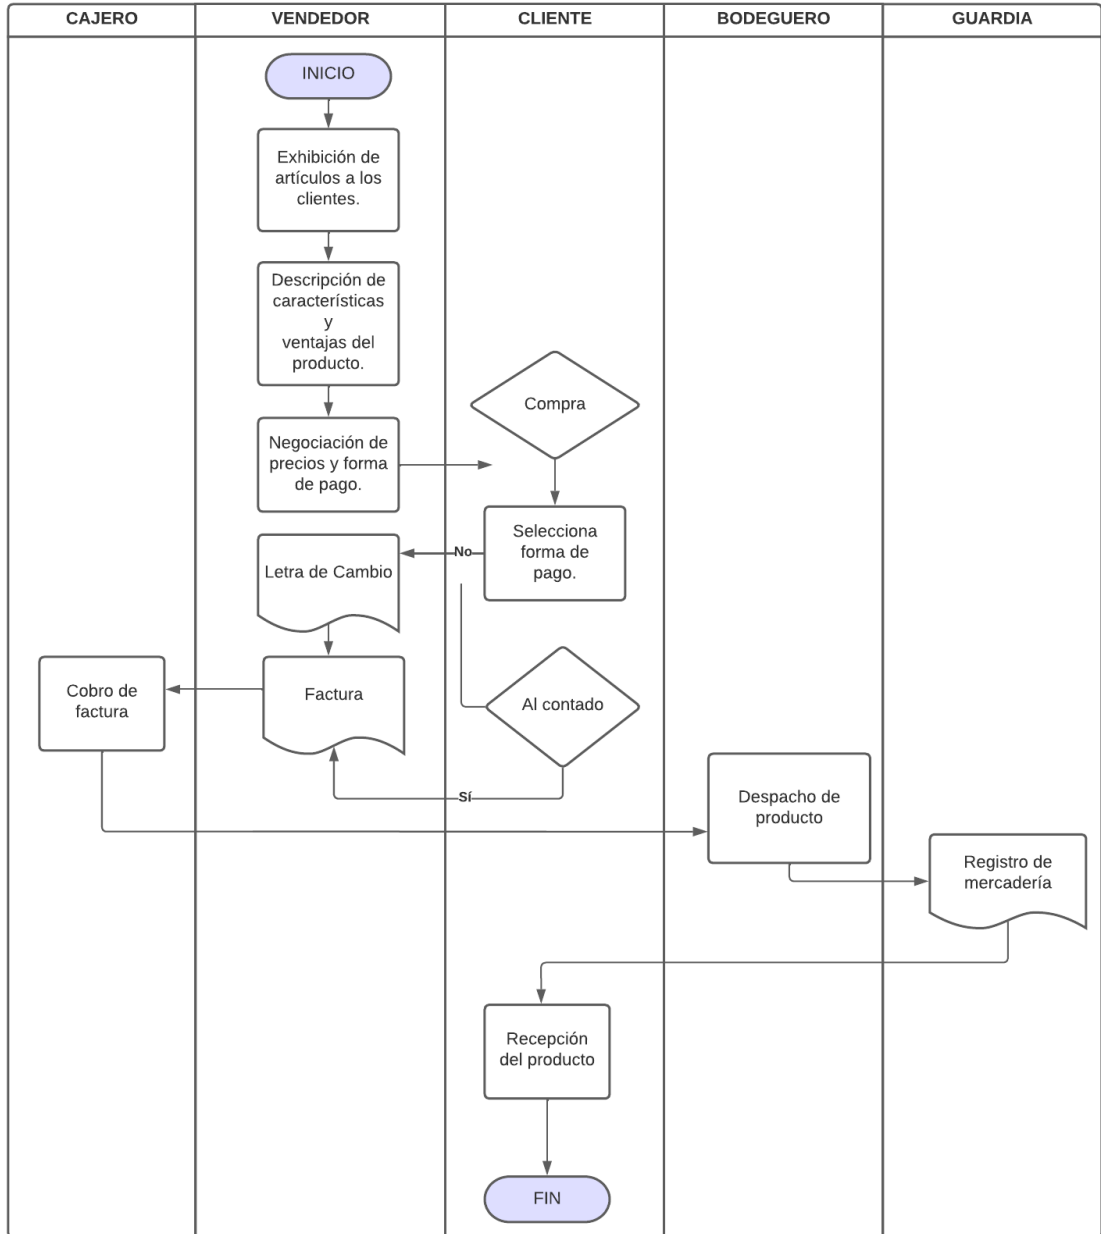 CAJERO
VENDEDOR
CLIENTE
BODEGUERO
GUARDIA
INICIO
Exhibición de
artículos a los
clientes.
Descripción de
características
y
ventajas del
producto.
Compra
Negociación de
precios y forma
de pago.
Selecciona
forma de
pago.
No
Letra de Cambio
Cobro de
factura
Factura
Al contado
Sí
Despacho de
producto
Registro de
mercadería
Recepción
del producto
FIN